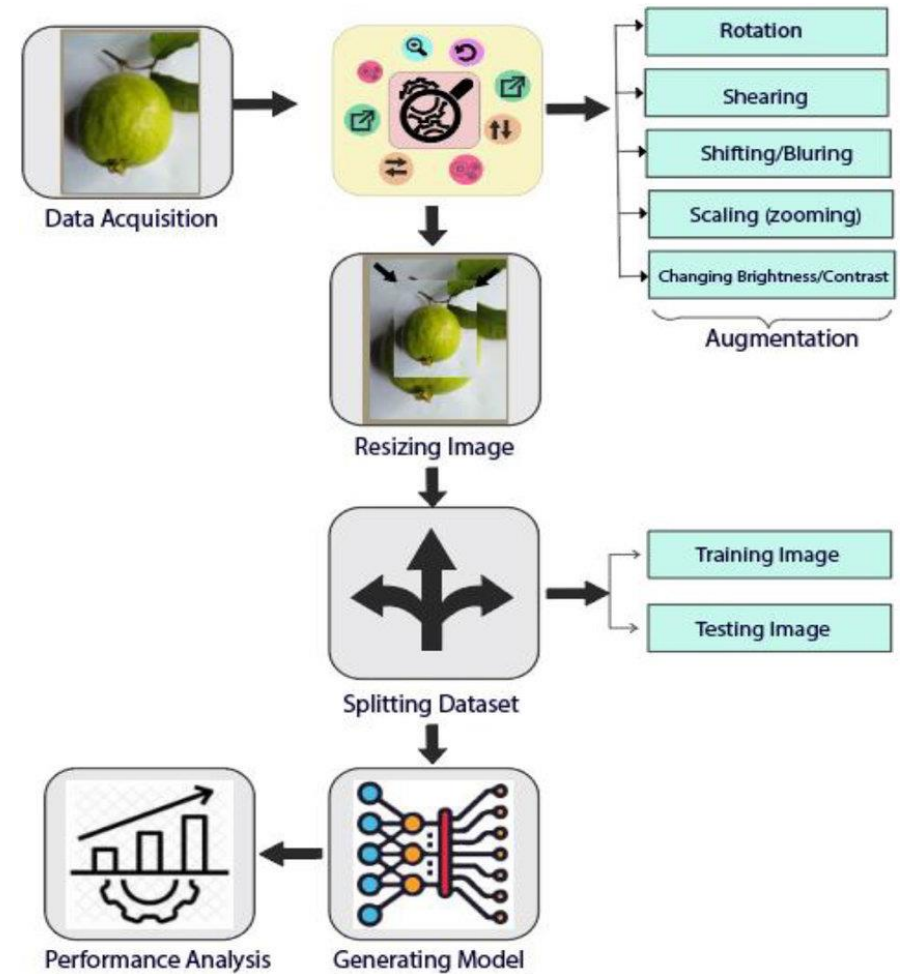 Data Acquisition
Rotation
Shearing
Shifting/Bluring
Scaling (zooming)
Changing Brightness/Contrast
Augmentation
Resizing Image
Splitting Dataset
Training Image
Testing Image
Performance Analysis
Generating Model